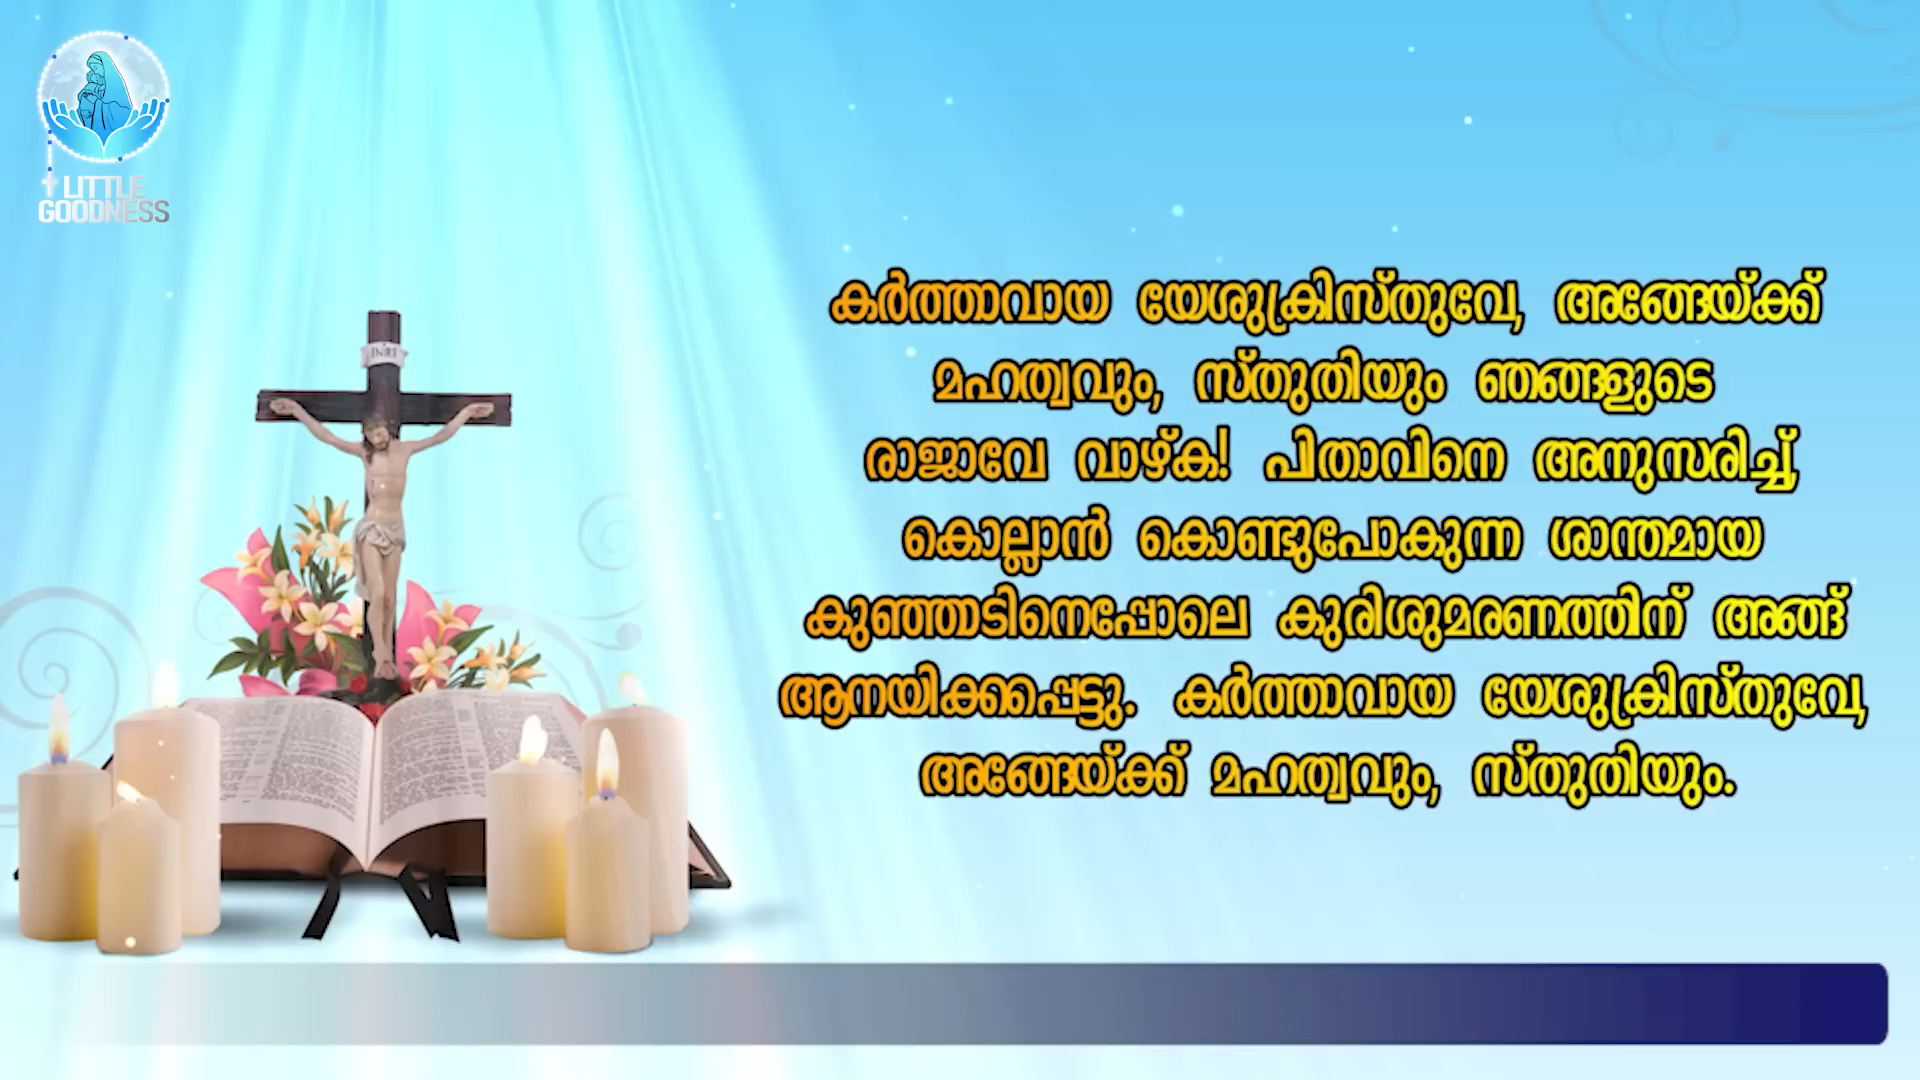 LITTLE
GOODNESS
INRI
കർത്താവായ യേശുക്രിസ്തുവേ, അങ്ങേയ്ക്ക്
മഹത്വവും, സ്തുതിയും ഞങ്ങളുടെ
രാജാവേ വാഴ്ക! പിതാവിനെ അനുസരിച്ച്,
കൊല്ലാൻ കൊണ്ടുപോകുന്ന ശാന്തമായ
കുഞ്ഞാടിനെപ്പോലെ കുരിശുമരണത്തിന് അങ്ങ്
ആനയിക്കപ്പെട്ടു. കർത്താവായ യേശുക്രിസ്തുവേ,
അങ്ങേയ്ക്ക് മഹത്വവും, സ്തുതിയും.